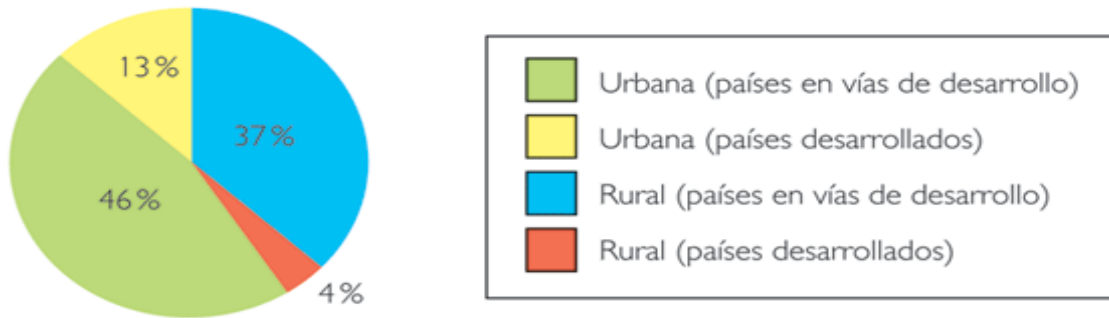 13%
37%
46%
4%
Urbana (países en vías de desarrollo)
Urbana (países desarrollados)
Rural (países en vías de desarrollo)
Rural (países desarrollados)